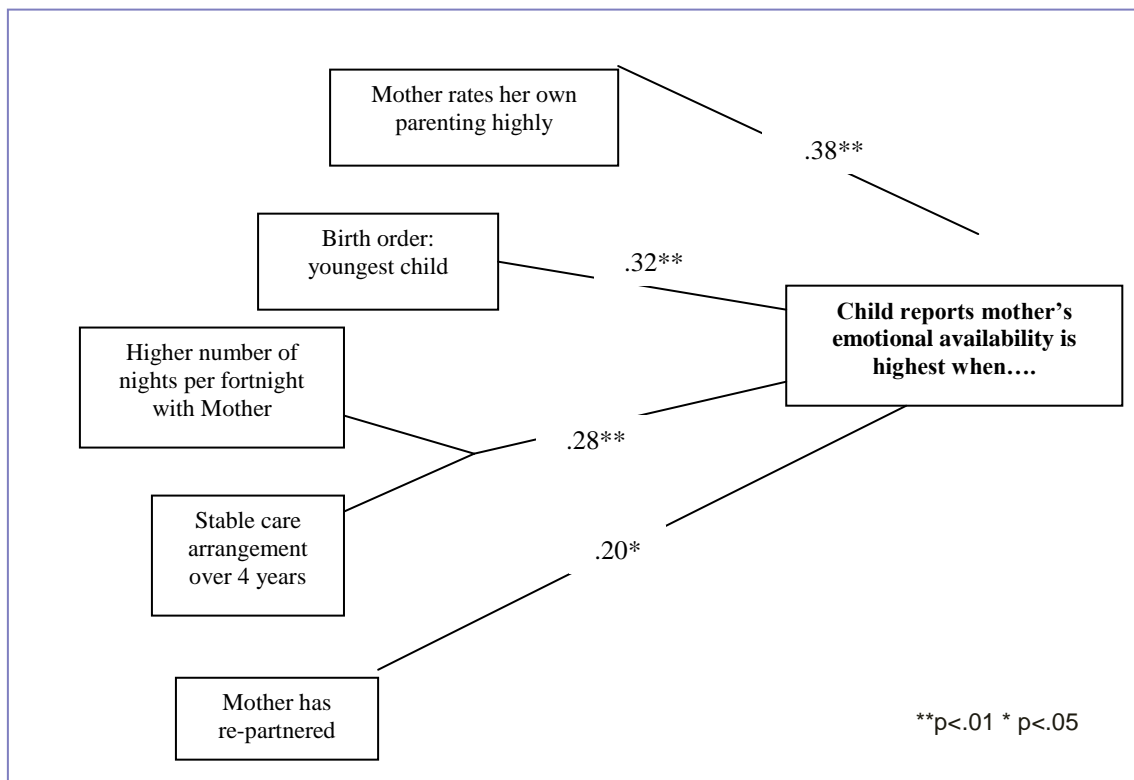 Mother rates her own
parenting highly
.38**
Birth order:
youngest child
.32**
Child reports mother’s
emotional availability is
highest when….
Higher number of
nights per fortnight
with Mother
.28**
Stable care
arrangement
over 4 years
.20*
Mother has
re-partnered
**p<.01 * p<.05